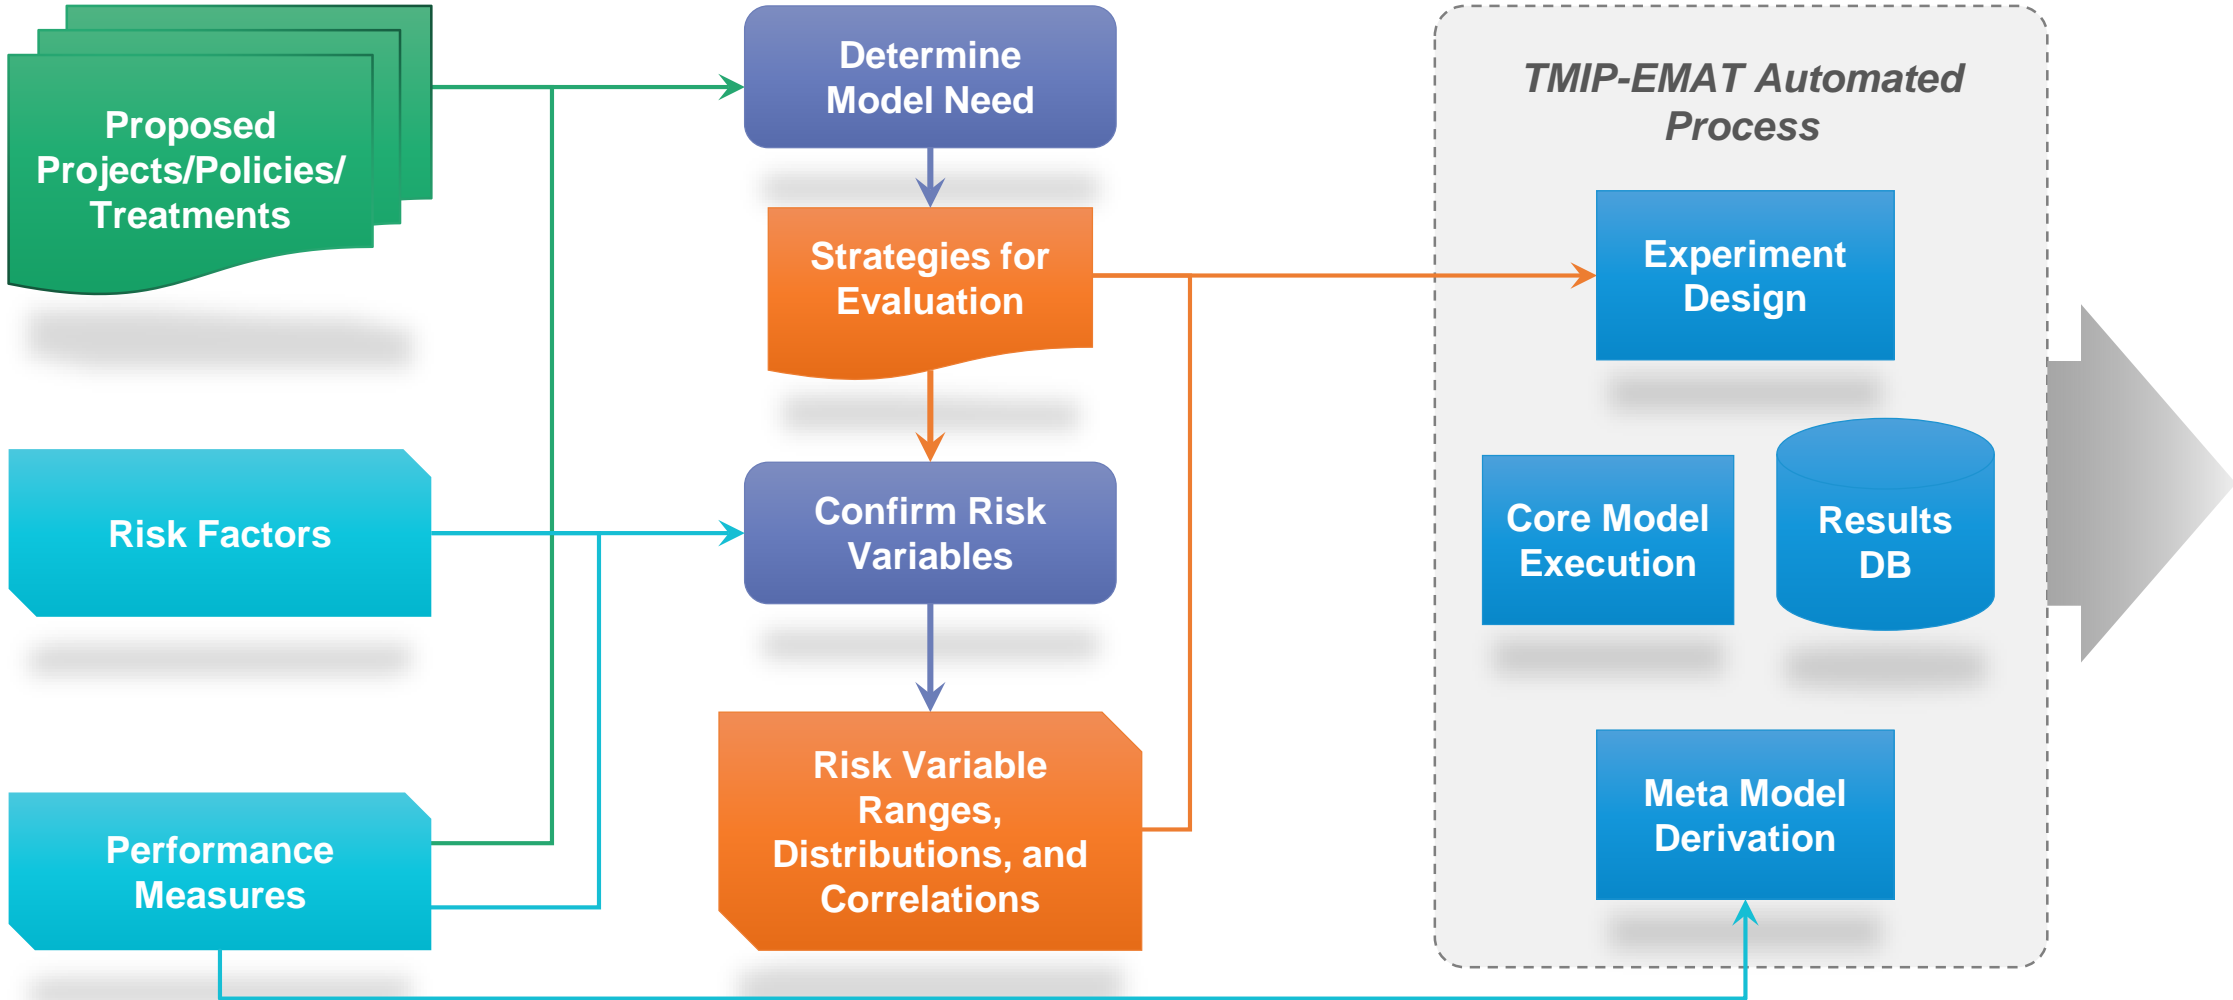 Proposed
Projects/Policies/
Treatments
Risk Factors
Performance
Measures
Determine
Model Need
Strategies for
Evaluation
Confirm Risk
Variables
Risk Variable
Ranges,
Distributions, and
Correlations
TMIP-EMAT Automated
Process
Experiment
Design
Core Model
Execution
Results
DB
Meta Model
Derivation